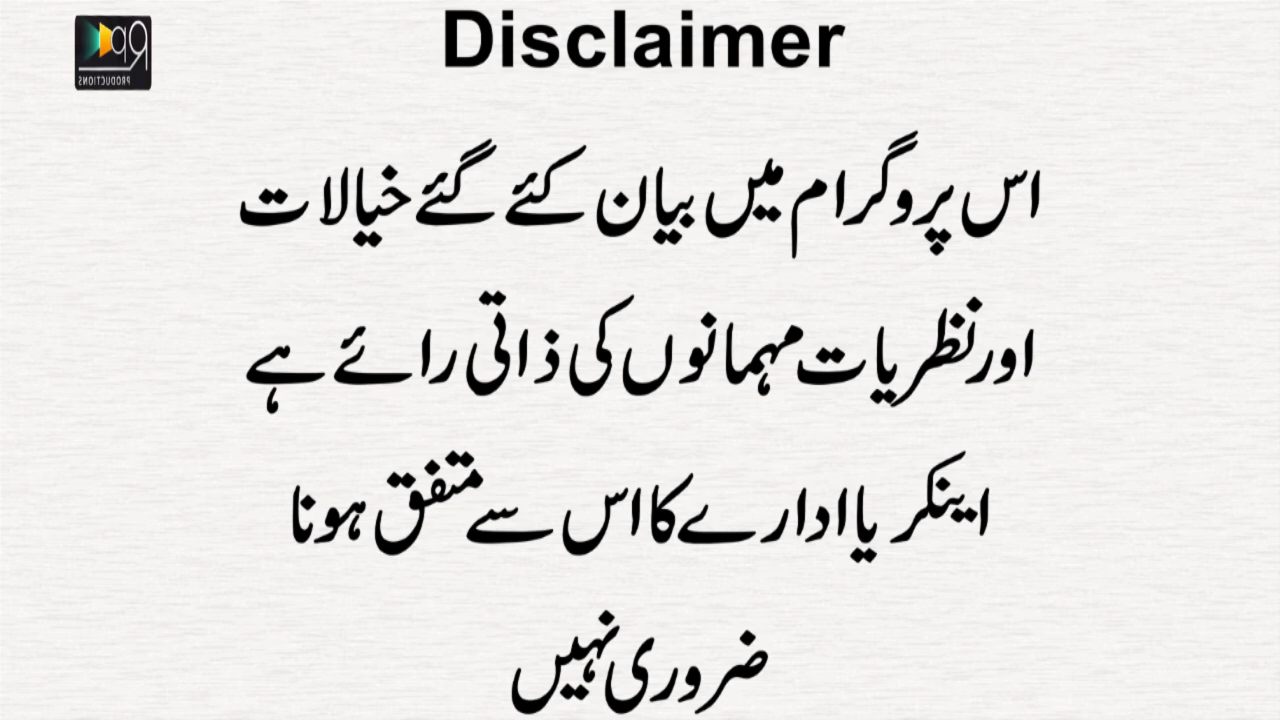 Disclaimer
اس پروگرام میں بیان کئے گئے خیالات
اور نظریات مہمانوں کی ذاتی رائے ہے
اینکر یا ادارے کا اس سے متفق ہونا
ضروری نہیں
PRODUCTIONS